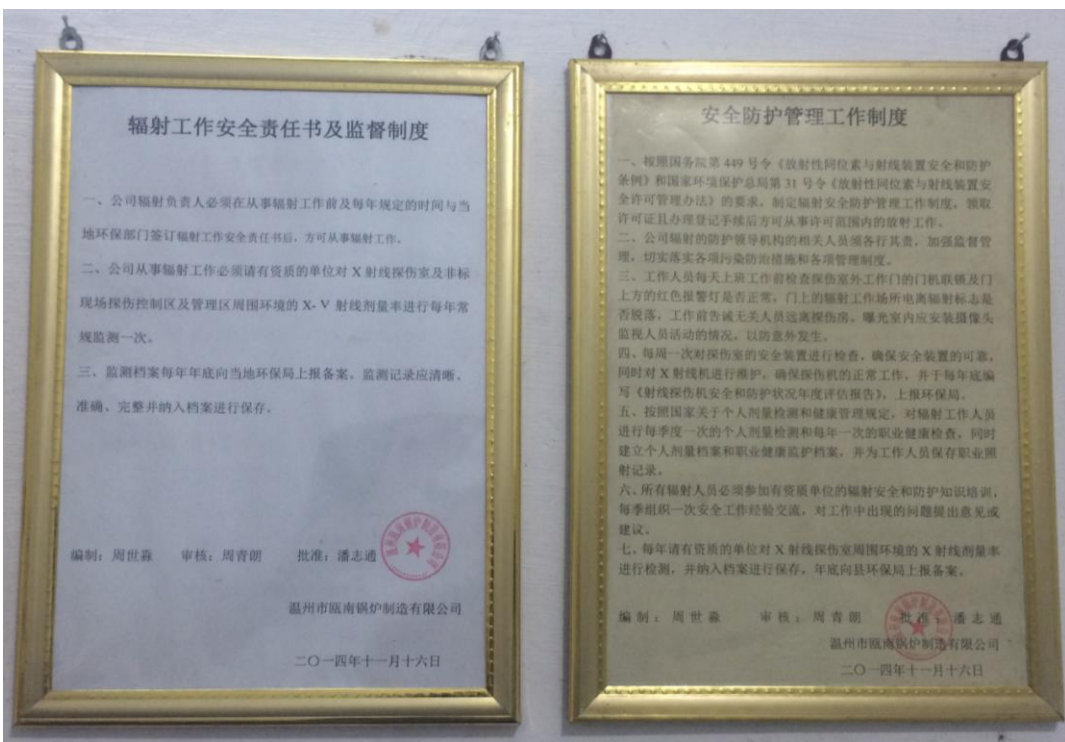 辐射工作安全责任书及监督制度
一、公司辐射负责人必须在从事辐射工作前及每年规定的时间与当
地环保部门签订辐射工作安全责任书后，方可从事辐射工作。
二、公司从事辐射工作必须请有资质的单位对 X 射线探伤室及非标
现场探伤控制区及管理区周围环境的 X- V 射线剂量率进行每年常
规监测一次。
三、监测档案每年年底向当地环保局上报备案、监测记录应清晰、
准确、完整并纳入档案进行保存。
编制：周世淼 审核：周青朗 批准：潘志通
温州市瓯南锅炉制造有限公司
二〇一四年十一月十六日
安全防护管理工作制度
一、按照国务院第 449 号令《放射性同位素与射线装置安全和防护
条例》和国家环境保护总局第 31 号令《放射性同位素与射线装置安
全许可管理办法》的要求，制定辐射安全防护管理工作制度，领取
许可证且办理登记手续后方可从事许可范围内的放射工作。
二、公司辐射的防护领导机构的相关人员须各行其责，加强监督管
理，切实落实各项污染防治措施和各项管理制度。
三、工作人员每天上班工作前检查探伤室外工作门的门机联锁及门
上方的红色报警灯是否正常，门上的辐射工作场所电离辐射标志是
否脱落，工作前告诫无关人员远离探伤房。曝光室内应安装摄像头
监视人员活动的情况，以防意外发生。
四、每周一次对探伤室的安全装置进行检查，确保安全装置的可靠，
同时对 X 射线机进行维护，确保探伤机的正常工作，并于每年底编
写《射线探伤机安全和防护状况年度评估报告》，上报环保局。
五、按照国家关于个人剂量检测和健康管理规定，对辐射工作人员
进行每季度一次的个人剂量检测和每年一次的职业健康检查，同时
建立个人剂量档案和职业健康监护档案，并为工作人员保存职业照
射记录。
六、所有辐射人员必须参加有资质单位的辐射安全和防护知识培训，
每季组织一次安全工作经验交流，对工作中出现的问题提出意见或
建议。
七、每年请有资质的单位对 X 射线探伤室周围环境的 X 射线剂量率
进行检测，并纳入档案进行保存，年底向县环保局上报备案。
编制：周世淼 审核：周青朗 批准：潘志通
温州市瓯南锅炉制造有限公司
二〇一四年十一月十六日